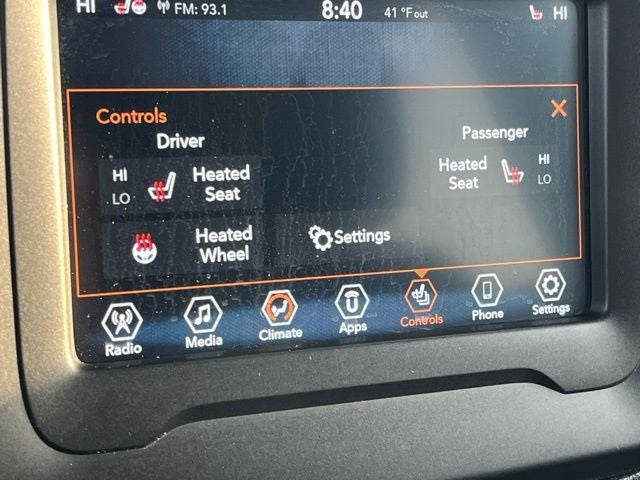 HI FM: 93.1 8:40 41 °F out HI
Controls
Driver Passenger
HI Heated Heated HI
LO Seat Seat LO
Heated Settings
Wheel
Radio Media Climate Apps Controls Phone Settings